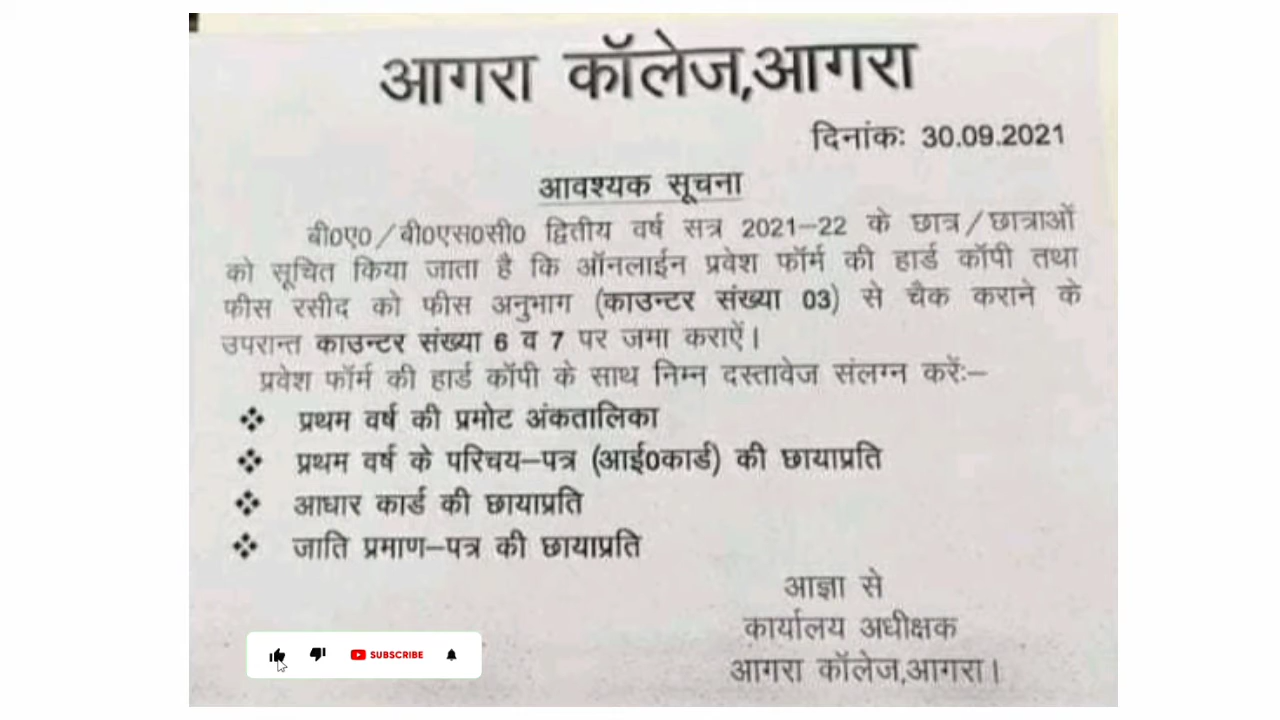 आगरा कॉलेज,आगरा
दिनांकः 30.09.2021
आवश्यक सूचना
बी0ए0/बी0एस0सी0 द्वितीय वर्ष सत्र 2021–22 के छात्र/छात्राओं
को सूचित किया जाता है कि ऑनलाईन प्रवेश फॉर्म की हार्ड कॉपी तथा
फीस रसीद को फीस अनुभाग (काउन्टर संख्या 03) से चैक कराने के
उपरान्त काउन्टर संख्या 6 व 7 पर जमा कराऐं।
प्रवेश फॉर्म की हार्ड कॉपी के साथ निम्न दस्तावेज संलग्न करेंः–
❖ प्रथम वर्ष की प्रमोट अंकतालिका
❖ प्रथम वर्ष के परिचय–पत्र (आई0कार्ड) की छायाप्रति
❖ आधार कार्ड की छायाप्रति
❖ जाति प्रमाण–पत्र की छायाप्रति
आज्ञा से
कार्यालय अधीक्षक
आगरा कॉलेज,आगरा।
SUBSCRIBE